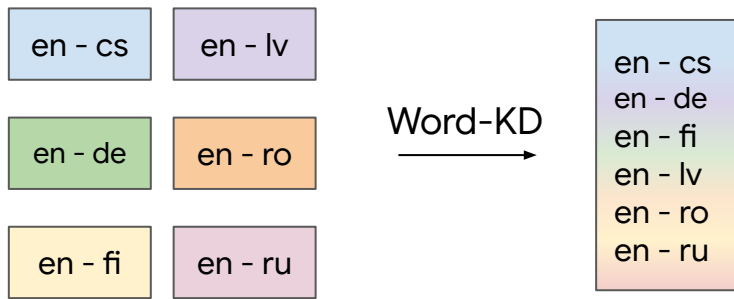 en - cs
en - lv
en - de
en - ro
en - fi
en - ru
Word-KD
en - cs
en - de
en - fi
en - lv
en - ro
en - ru